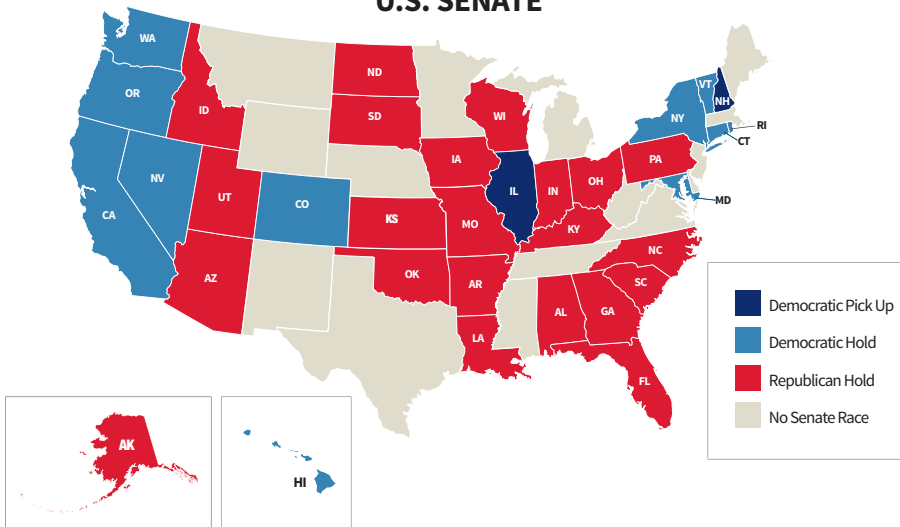 U.S. SENATE
WA
OR
ID
ND
SD
WI
VT
NH
NY
RI
CT
PA
MD
CA
NV
UT
CO
IA
IL
IN
OH
KS
MO
KY
AZ
OK
AR
NC
SC
LA
AL
GA
FL
AK
HI
Democratic Pick Up
Democratic Hold
Republican Hold
No Senate Race